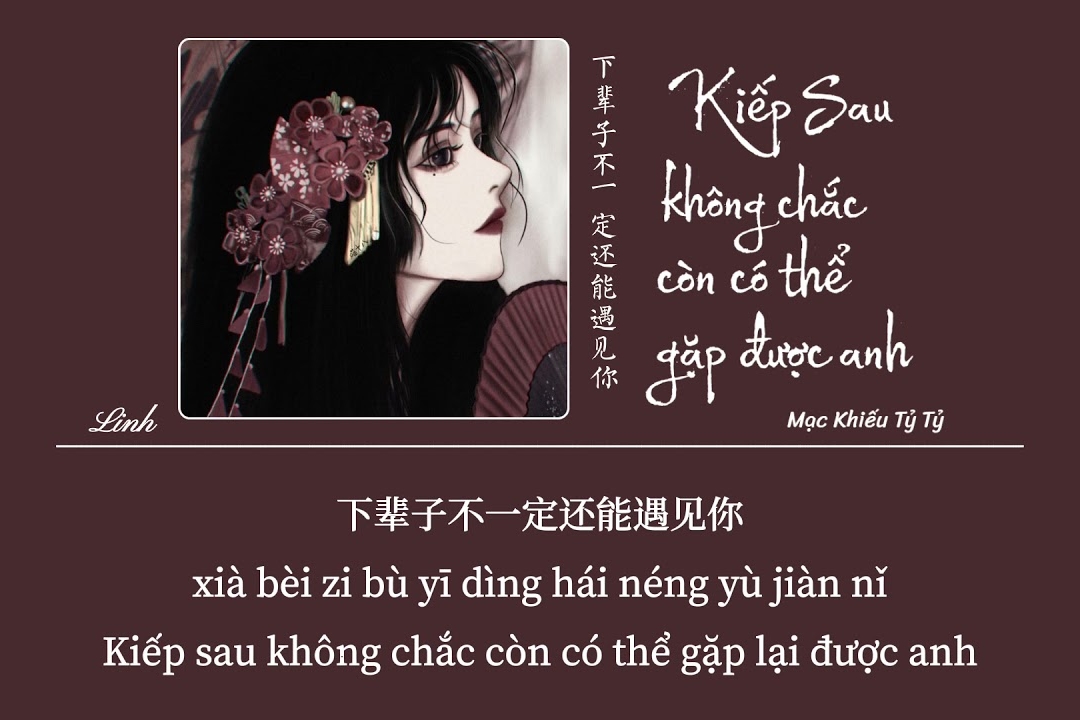 下辈子不一定还能遇见你
Kiếp Sau
không chắc
còn có thể
gặp được anh
Mạc Khiếu Tỷ Tỷ
Linh
下辈子不一定还能遇见你
xià bèi zi bù yī dìng hái néng yù jiàn nǐ
Kiếp sau không chắc còn có thể gặp lại được anh